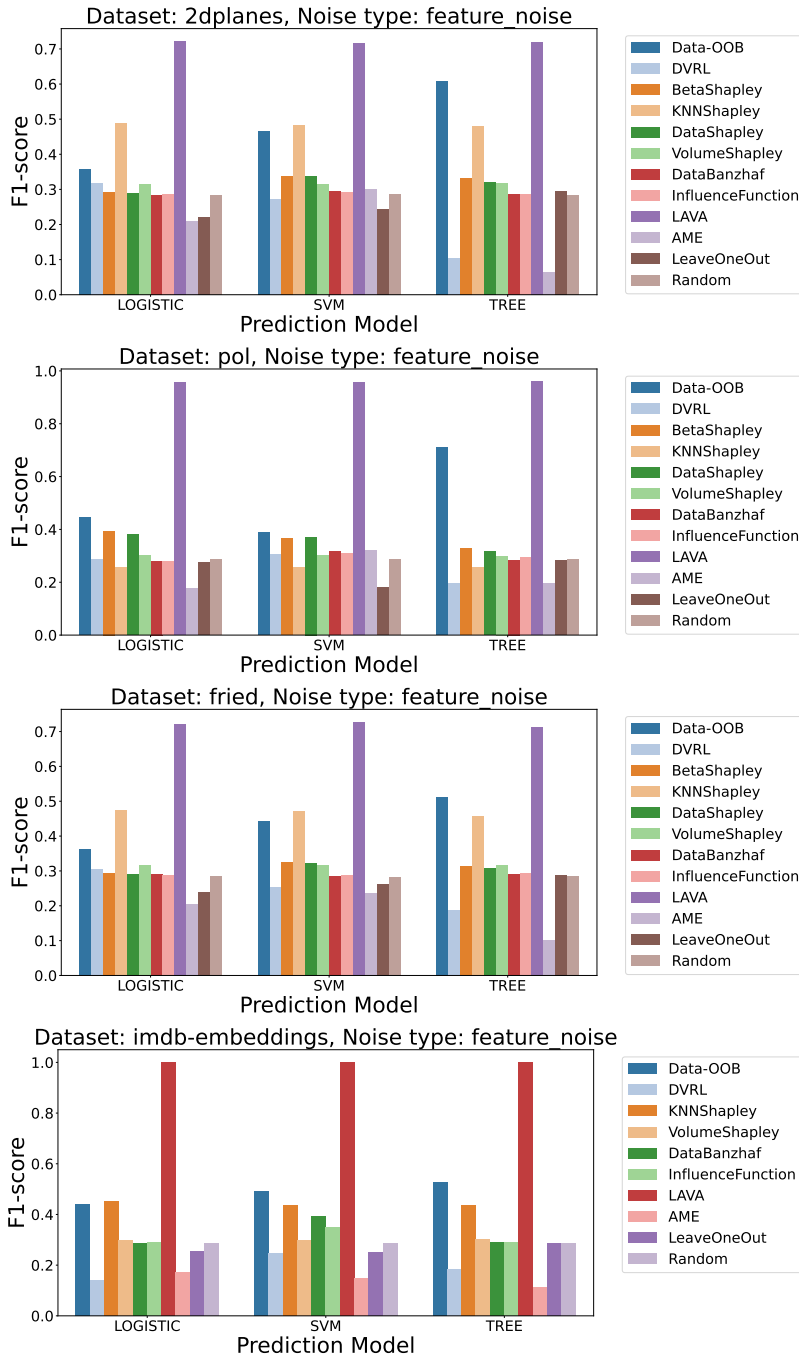 Dataset: 2dplanes, Noise type: feature_noise
F1-score
0.7
0.6
0.5
0.4
0.3
0.2
0.1
0.0
LOGISTIC SVM TREE
Prediction Model
Data-OOB
DVRL
BetaShapley
KNNShapley
DataShapley
VolumeShapley
DataBanzhaf
InfluenceFunction
LAVA
AME
LeaveOneOut
Random
Dataset: pol, Noise type: feature_noise
F1-score
1.0
0.8
0.6
0.4
0.2
0.0
LOGISTIC SVM TREE
Prediction Model
Data-OOB
DVRL
BetaShapley
KNNShapley
DataShapley
VolumeShapley
DataBanzhaf
InfluenceFunction
LAVA
AME
LeaveOneOut
Random
Dataset: fried, Noise type: feature_noise
F1-score
0.7
0.6
0.5
0.4
0.3
0.2
0.1
0.0
LOGISTIC SVM TREE
Prediction Model
Data-OOB
DVRL
BetaShapley
KNNShapley
DataShapley
VolumeShapley
DataBanzhaf
InfluenceFunction
LAVA
AME
LeaveOneOut
Random
Dataset: imdb-embeddings, Noise type: feature_noise
F1-score
1.0
0.8
0.6
0.4
0.2
0.0
LOGISTIC SVM TREE
Prediction Model
Data-OOB
DVRL
KNNShapley
VolumeShapley
DataBanzhaf
InfluenceFunction
LAVA
AME
LeaveOneOut
Random